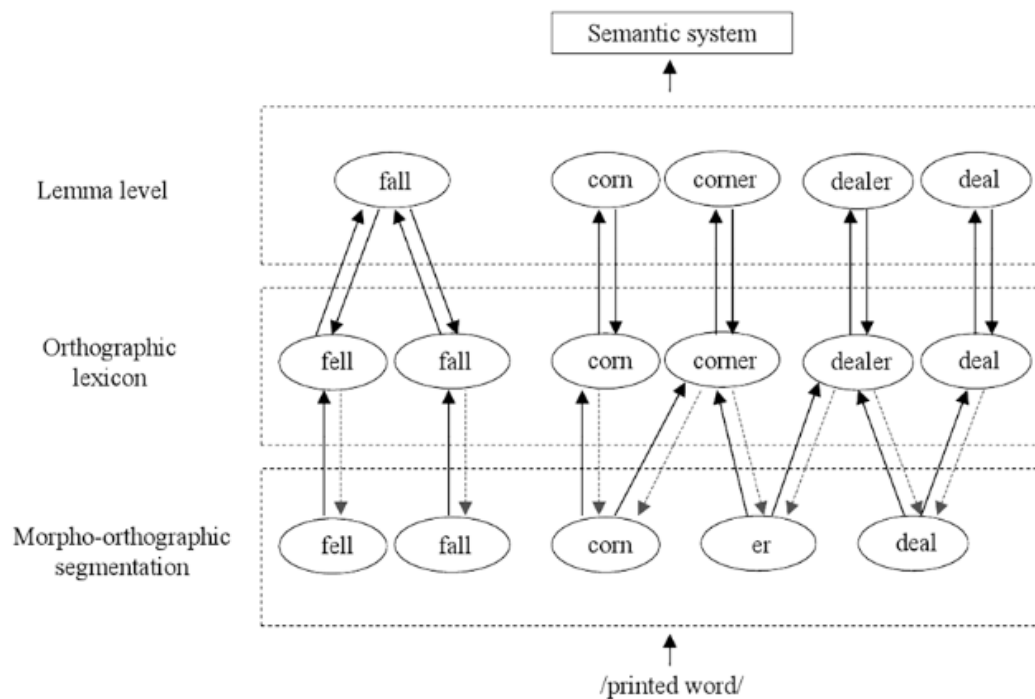 Semantic system
Lemma level
fall
corn
corner
dealer
deal
Orthographic
lexicon
fell
fall
corn
corner
dealer
deal
Morpho-orthographic
segmentation
fell
fall
corn
er
deal
/printed word/